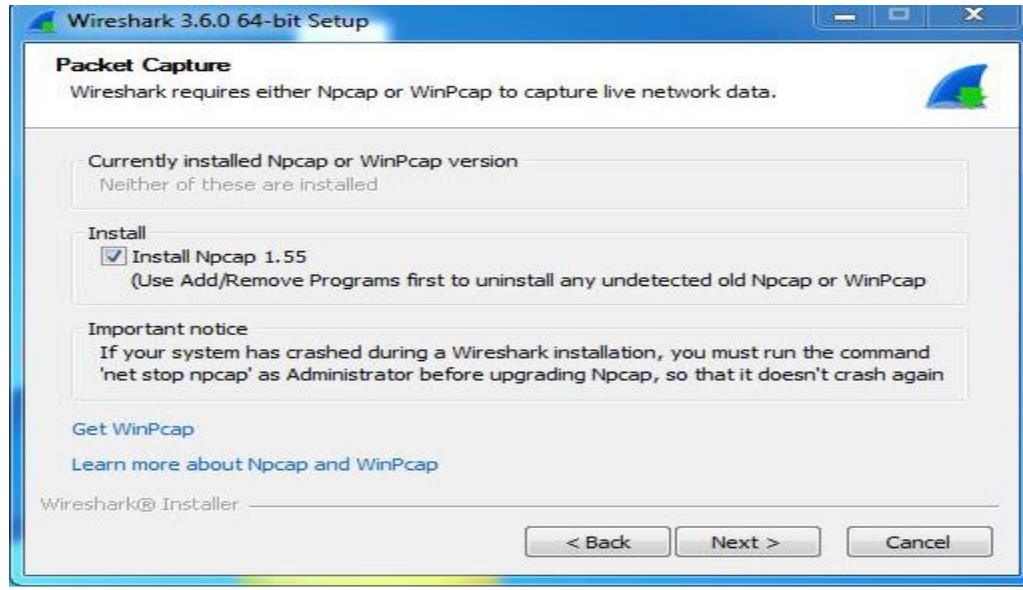 Wireshark 3.6.0 64-bit Setup
Packet Capture
Wireshark requires either Npcap or WinPcap to capture live network data.
Currently installed Npcap or WinPcap version
Neither of these are installed
Install
Install Npcap 1.55
(Use Add/Remove Programs first to uninstall any undetected old Npcap or WinPcap
Important notice
If your system has crashed during a Wireshark installation, you must run the command
'net stop npcap' as Administrator before upgrading Npcap, so that it doesn't crash again
Get WinPcap
Learn more about Npcap and WinPcap
Wireshark® Installer
< Back Next > Cancel